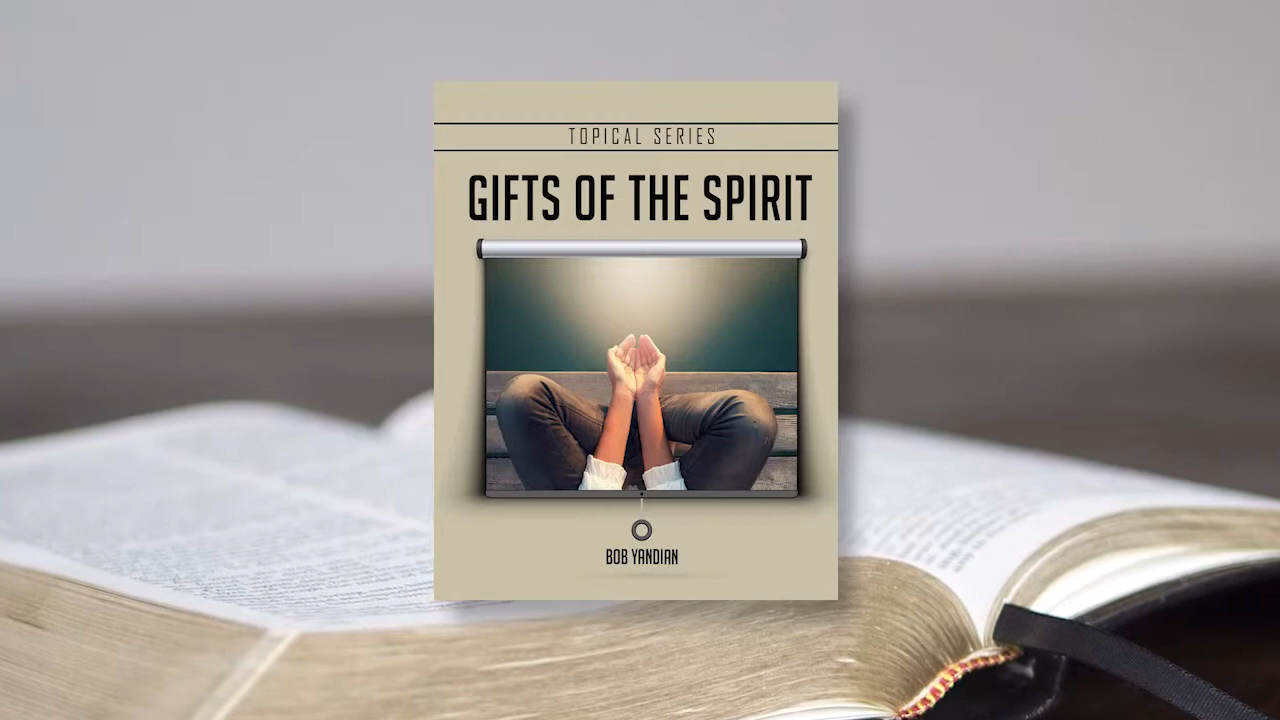 TOPICAL SERIES
GIFTS OF THE SPIRIT
BOB YANDIAN